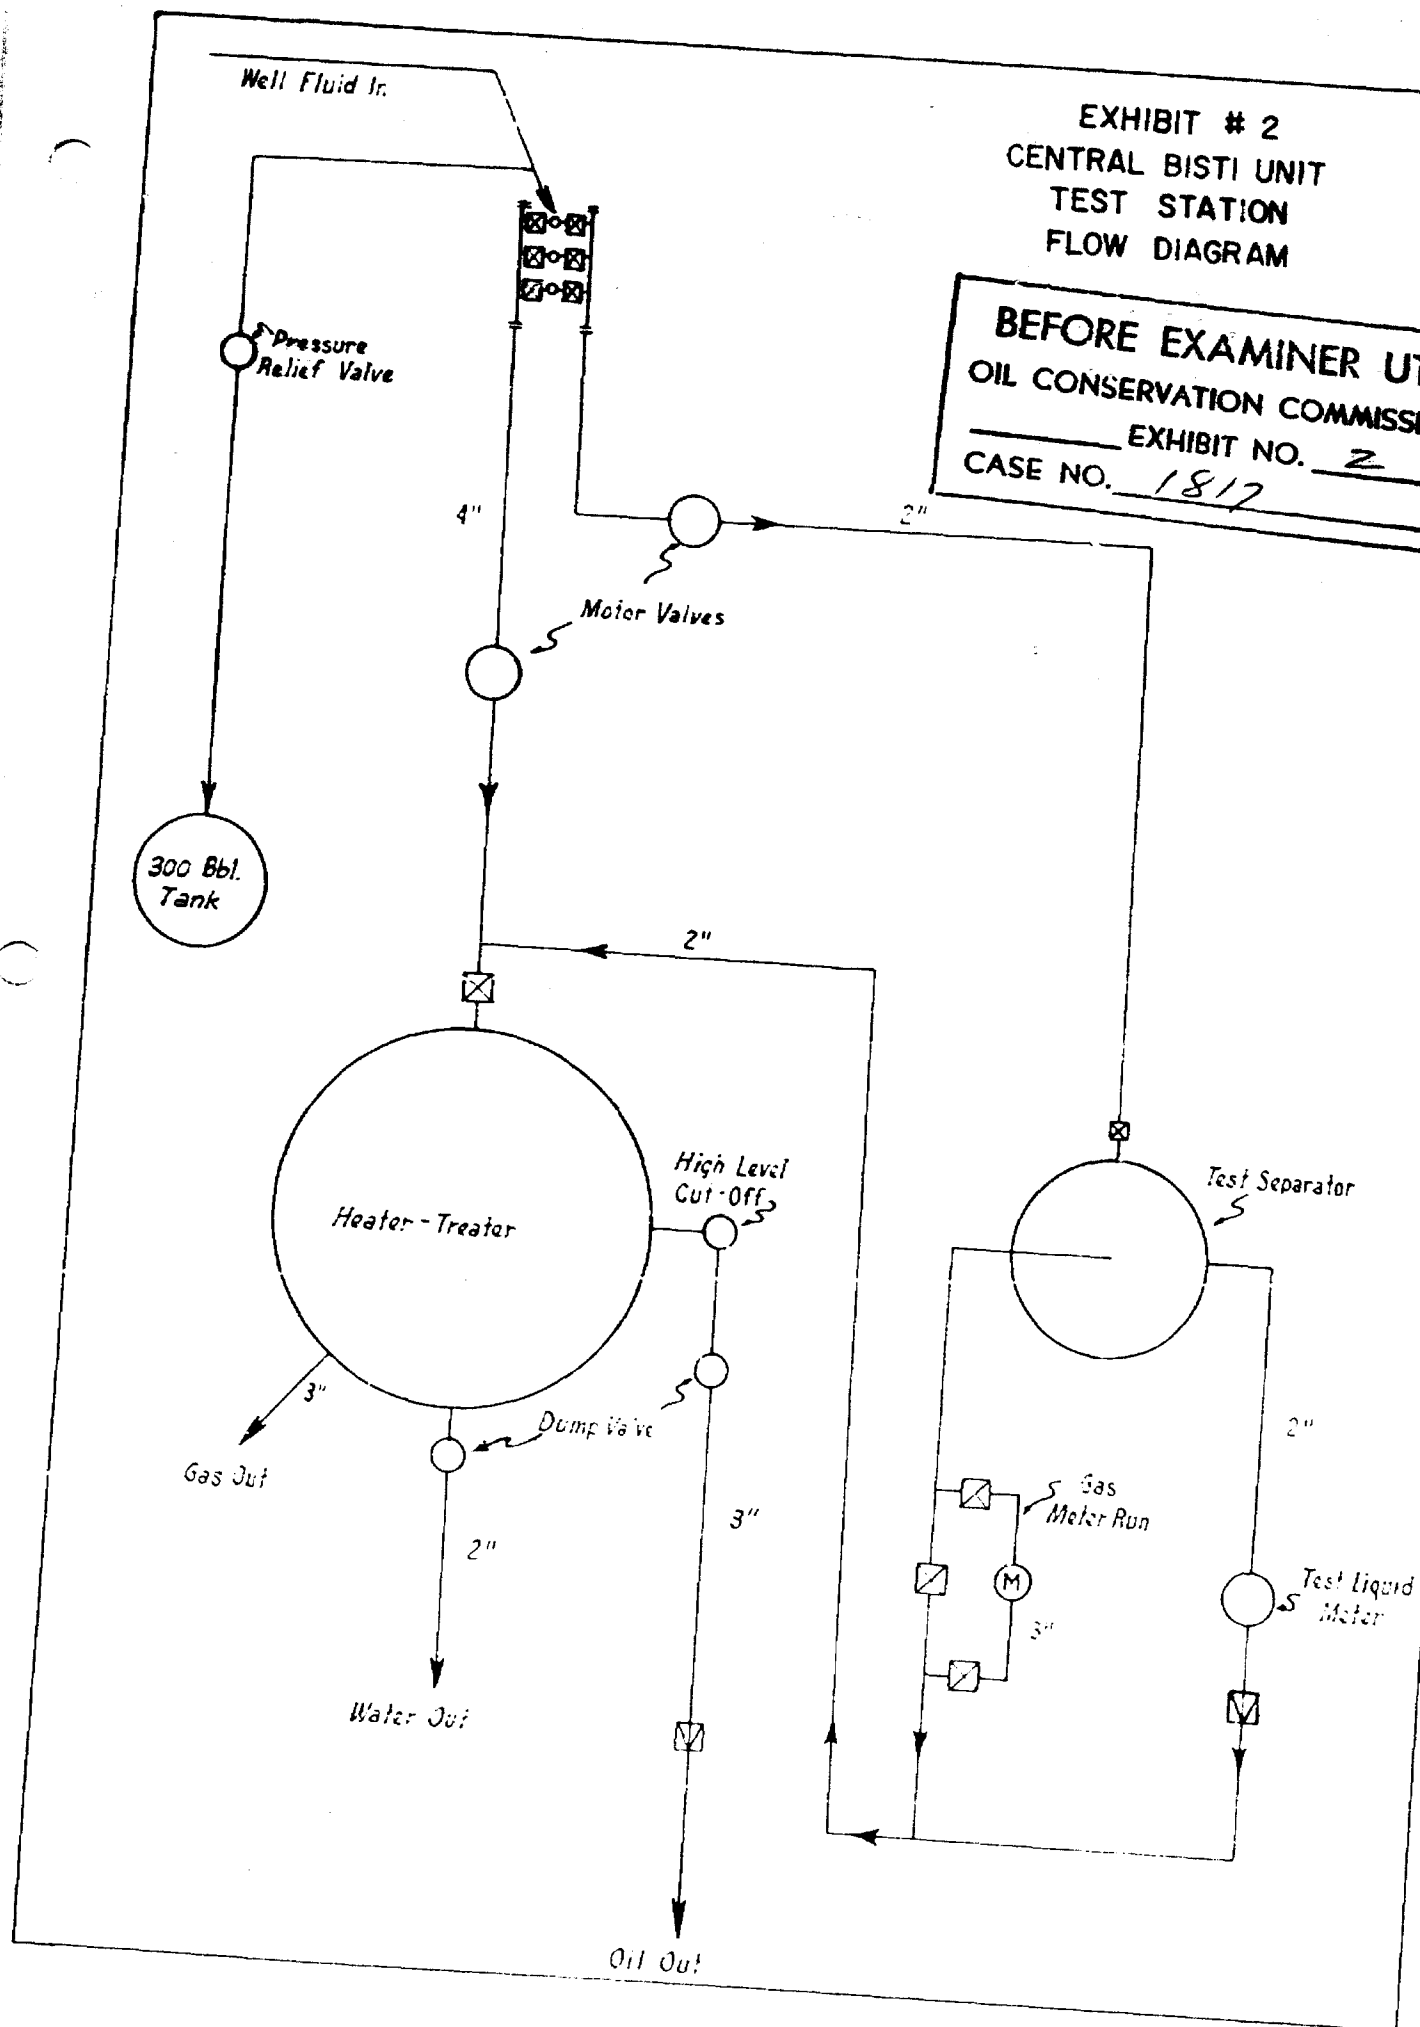 Well Fluid In.
EXHIBIT # 2
CENTRAL BISTI UNIT
TEST STATION
FLOW DIAGRAM
BEFORE EXAMINER UT
OIL CONSERVATION COMMISSI
EXHIBIT NO. 2
CASE NO. 1817
Pressure
Relief Valve
4"
2"
Motor Valves
300 Bbl.
Tank
2"
High Level
Cut-Off
Test Separator
Heater-Treater
3"
Dump Valve
Gas Out
2"
3"
2"
Gas
Meter Run
M
3"
Test Liquid
Meter
Water Out
Oil Out